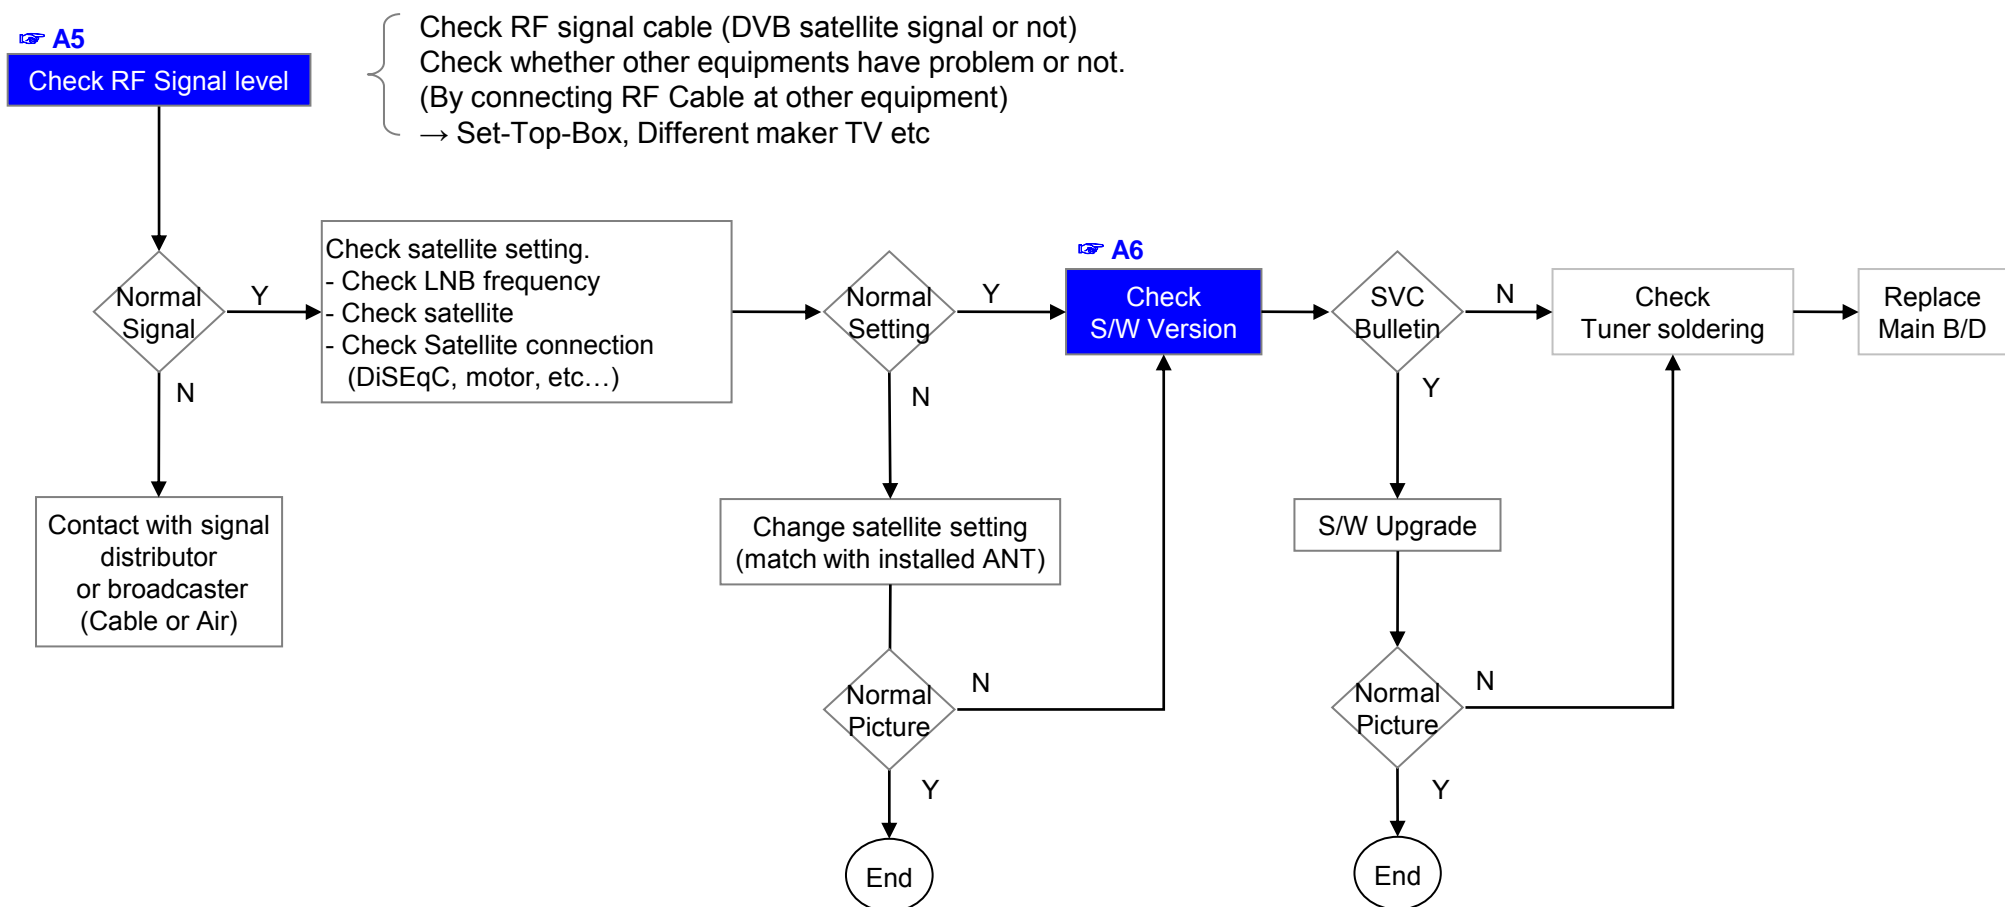 ☞ A5
Check RF Signal level
Check RF signal cable (DVB satellite signal or not)
Check whether other equipments have problem or not.
(By connecting RF Cable at other equipment)
→ Set-Top-Box, Different maker TV etc
Normal
Signal
Y
N
Contact with signal
distributor
or broadcaster
(Cable or Air)
Check satellite setting.
- Check LNB frequency
- Check satellite
- Check Satellite connection
(DiSEqC, motor, etc…)
Normal
Setting
Y
N
Change satellite setting
(match with installed ANT)
Normal
Picture
N
Y
End
☞ A6
Check
S/W Version
SVC
Bulletin
N
Y
S/W Upgrade
Normal
Picture
N
Y
End
Check
Tuner soldering
Replace
Main B/D